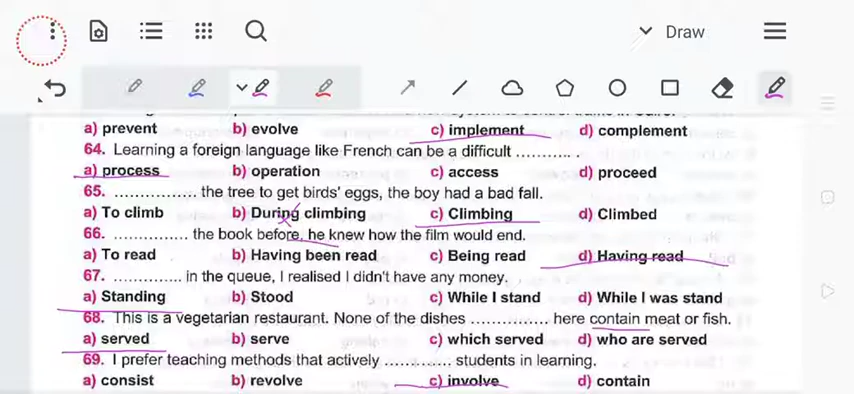 Draw
a) prevent b) evolve c) implement d) complement
64. Learning a foreign language like French can be a difficult ............ .
a) process b) operation c) access d) proceed
65. ................ the tree to get birds' eggs, the boy had a bad fall.
a) To climb b) During climbing c) Climbing d) Climbed
66. ............... the book before, he knew how the film would end.
a) To read b) Having been read c) Being read d) Having read
67. .............. in the queue, I realised I didn't have any money.
a) Standing b) Stood c) While I stand d) While I was stand
68. This is a vegetarian restaurant. None of the dishes ................ here contain meat or fish.
a) served b) serve c) which served d) who are served
69. I prefer teaching methods that actively .............. students in learning.
a) consist b) revolve c) involve d) contain